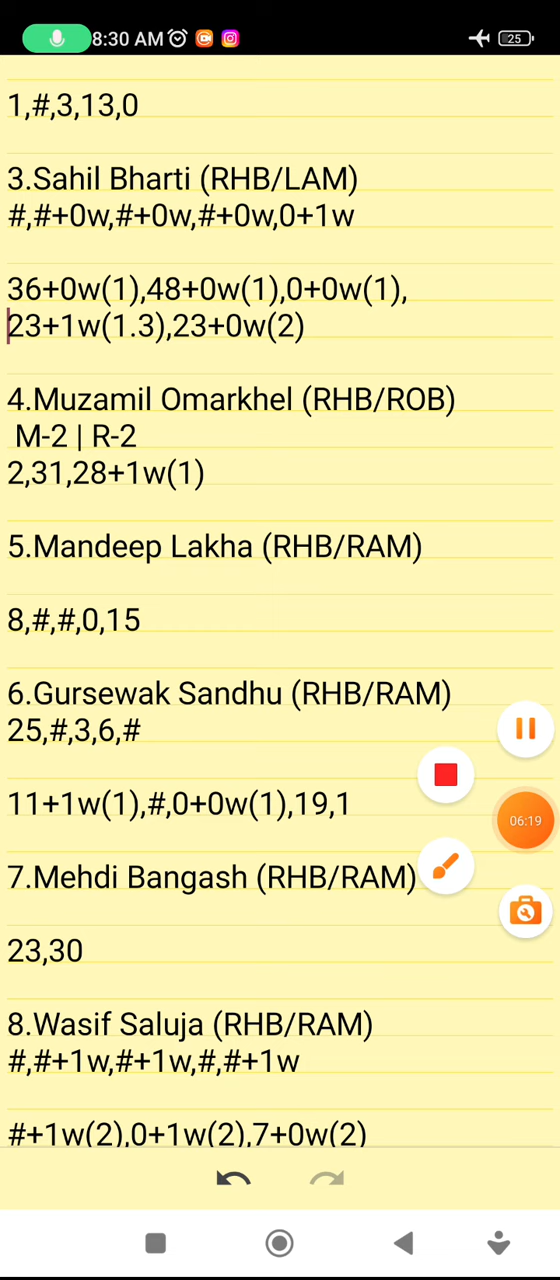 8:30 AM
25
1,#,3,13,0
3.Sahil Bharti (RHB/LAM)
#,#+0w,#+0w,#+0w,0+1w
36+0w(1),48+0w(1),0+0w(1),
23+1w(1.3),23+0w(2)
4.Muzamil Omarkhel (RHB/ROB)
M-2 | R-2
2,31,28+1w(1)
5.Mandeep Lakha (RHB/RAM)
8,#,#,0,15
6.Gursewak Sandhu (RHB/RAM)
25,#,3,6,#
11+1w(1),#,0+0w(1),19,1
06:19
7.Mehdi Bangash (RHB/RAM)
23,30
8.Wasif Saluja (RHB/RAM)
#,#+1w,#+1w,#,#+1w
#+1w(2),0+1w(2),7+0w(2)